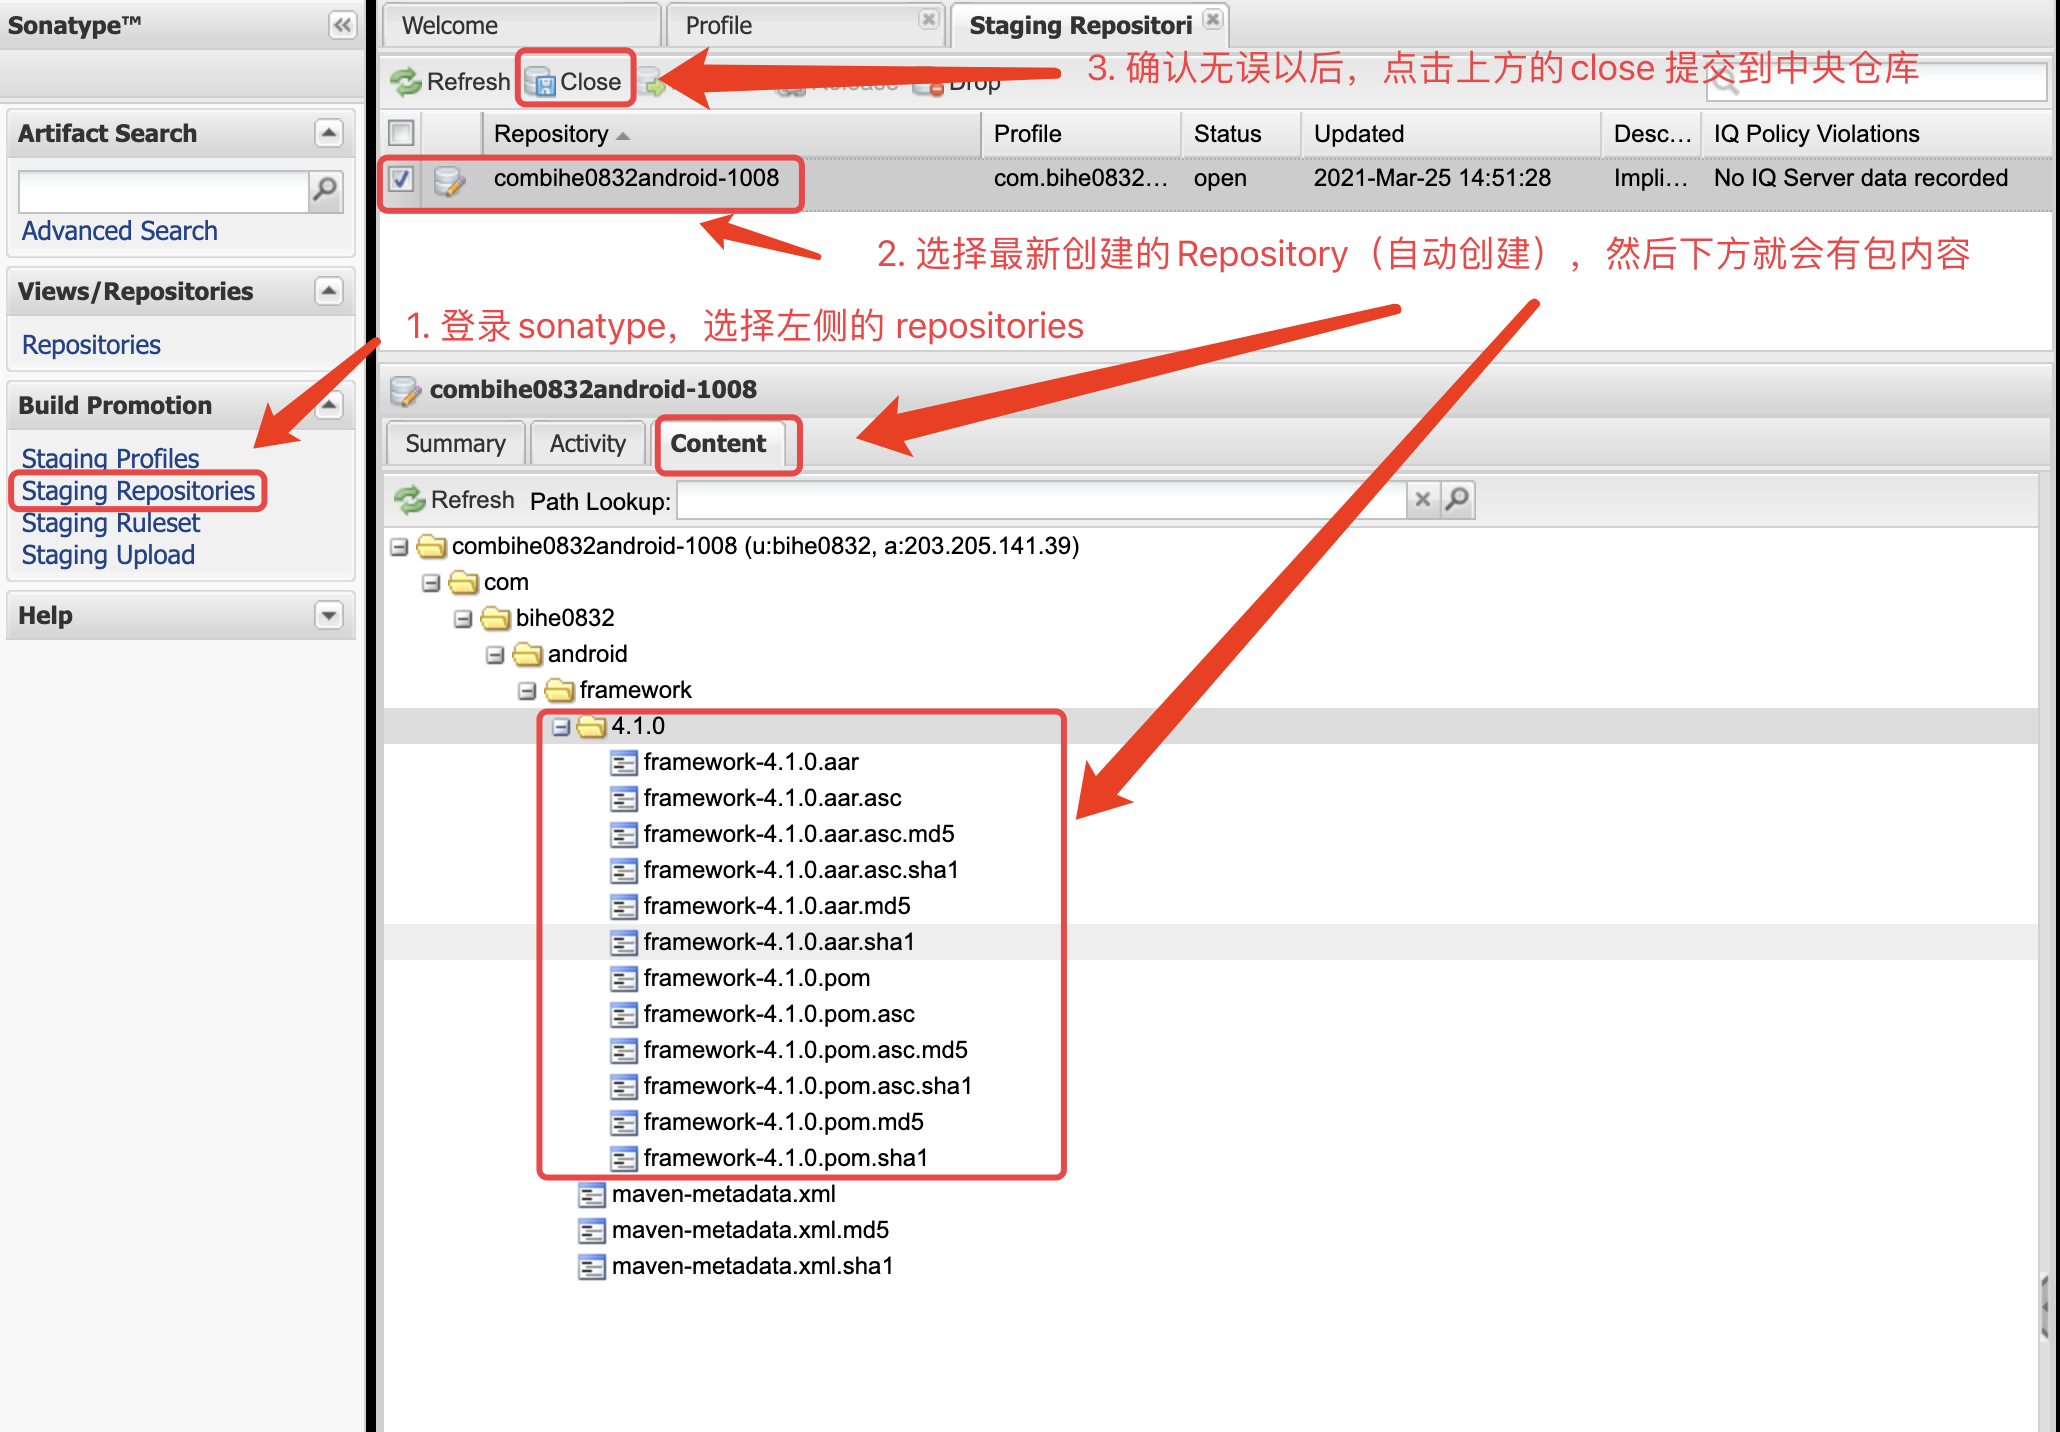 Sonatype™
Welcome
Profile
Staging Repositori
Refresh
Close
Release
Drop
3. 确认无误以后，点击上方的close 提交到中央仓库
Artifact Search
Advanced Search
Views/Repositories
Repositories
Build Promotion
Staging Profiles
Staging Repositories
Staging Ruleset
Staging Upload
Help
Repository Profile Status Updated Desc... IQ Policy Violations
combihe0832android-1008 com.bihe0832... open 2021-Mar-25 14:51:28 Impli... No IQ Server data recorded
2. 选择最新创建的Repository（自动创建），然后下方就会有包内容
1. 登录 sonatype，选择左侧的 repositories
combihe0832android-1008
Summary
Activity
Content
Refresh
Path Lookup:
combihe0832android-1008 (u:bihe0832, a:203.205.141.39)
com
bihe0832
android
framework
4.1.0
framework-4.1.0.aar
framework-4.1.0.aar.asc
framework-4.1.0.aar.asc.md5
framework-4.1.0.aar.asc.sha1
framework-4.1.0.aar.md5
framework-4.1.0.aar.sha1
framework-4.1.0.pom
framework-4.1.0.pom.asc
framework-4.1.0.pom.asc.md5
framework-4.1.0.pom.asc.sha1
framework-4.1.0.pom.md5
framework-4.1.0.pom.sha1
maven-metadata.xml
maven-metadata.xml.md5
maven-metadata.xml.sha1